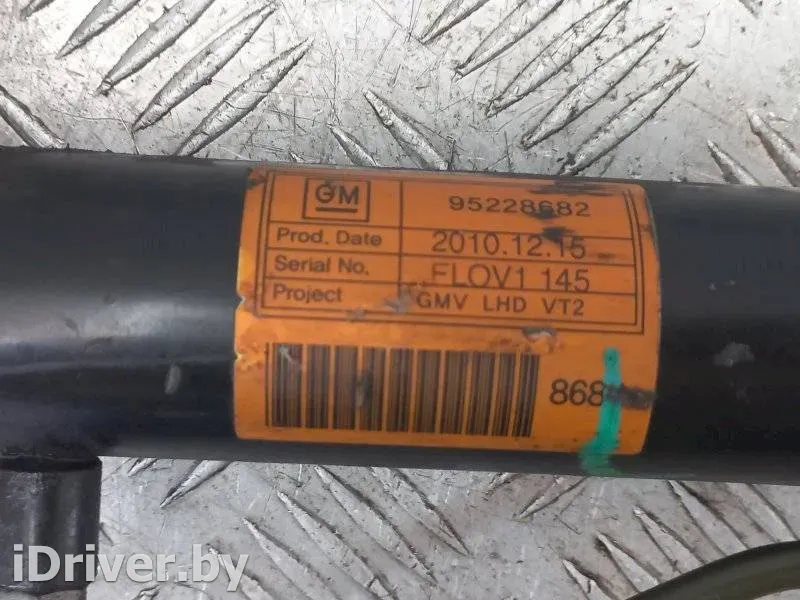 GM 95228682
Prod. Date 2010.12.15
Serial No. FLOV1 145
Project GMV LHD VT2
868
iDriver.by